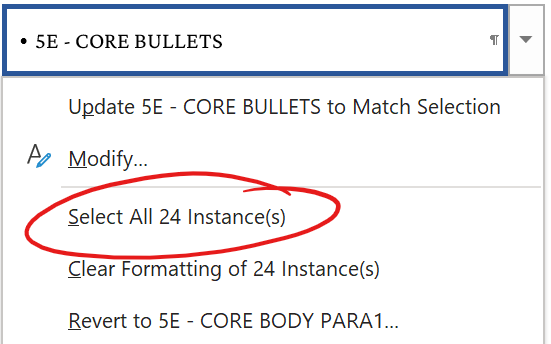 • 5E - CORE BULLETS ¶
Update 5E - CORE BULLETS to Match Selection
Modify...
Select All 24 Instance(s)
Clear Formatting of 24 Instance(s)
Revert to 5E - CORE BODY PARA1...